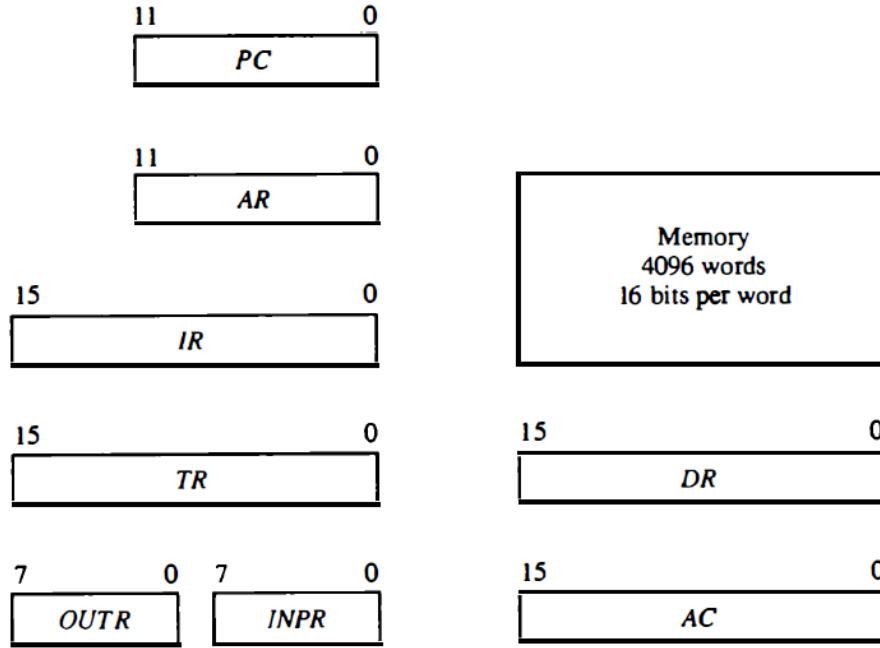 11 0
PC
11 0
AR
Memory
4096 words
16 bits per word
15 0
IR
15 0
TR
15 0
DR
7 0
OUTR
7 0
INPR
15 0
AC